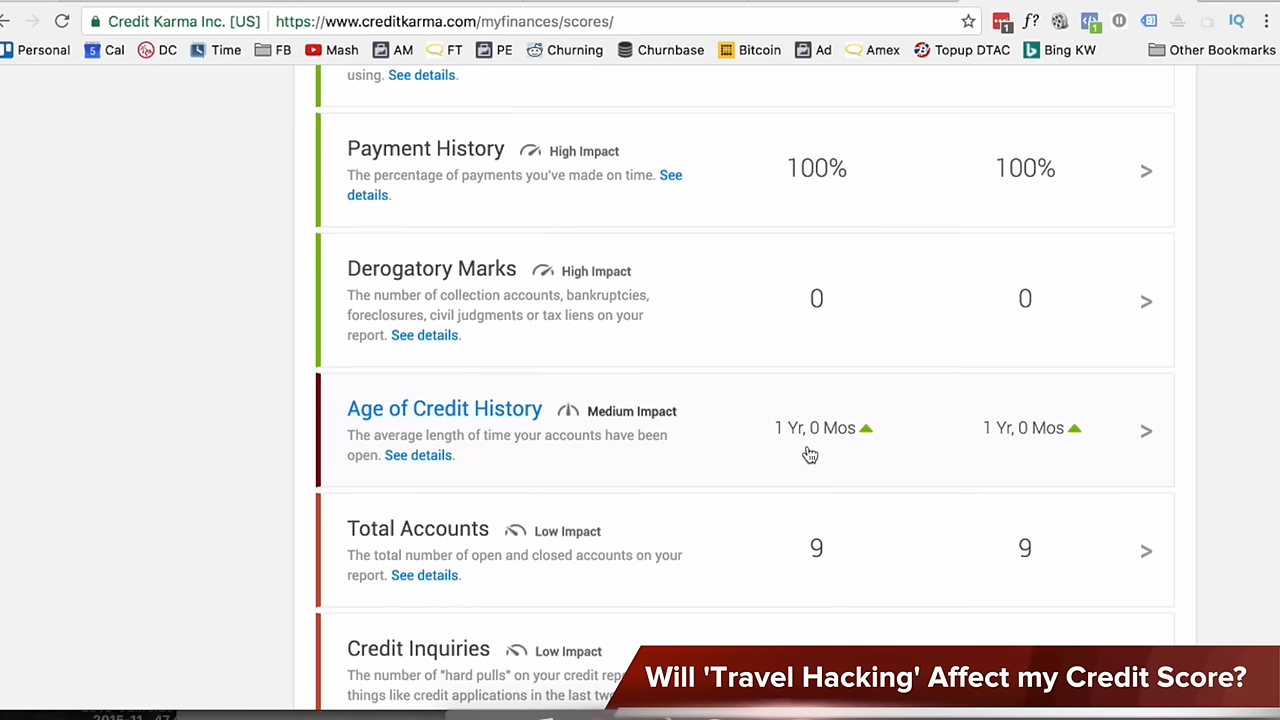 Credit Karma Inc. [US] https://www.creditkarma.com/myfinances/scores/ f? IQ
Personal Cal DC Time FB Mash AM FT PE Churning Churnbase Bitcoin Ad Amex Topup DTAC Bing KW Other Bookmarks
using. See details.
Payment History High Impact
The percentage of payments you've made on time. See
details.
100% 100% >
Derogatory Marks High Impact
The number of collection accounts, bankruptcies,
foreclosures, civil judgments or tax liens on your
report. See details.
0 0 >
Age of Credit History Medium Impact
The average length of time your accounts have been
open. See details.
1 Yr, 0 Mos 1 Yr, 0 Mos >
Total Accounts Low Impact
The total number of open and closed accounts on your
report. See details.
9 9 >
Credit Inquiries Low Impact
The number of "hard pulls" on your credit
things like credit applications in the last
Will 'Travel Hacking' Affect my Credit Score?